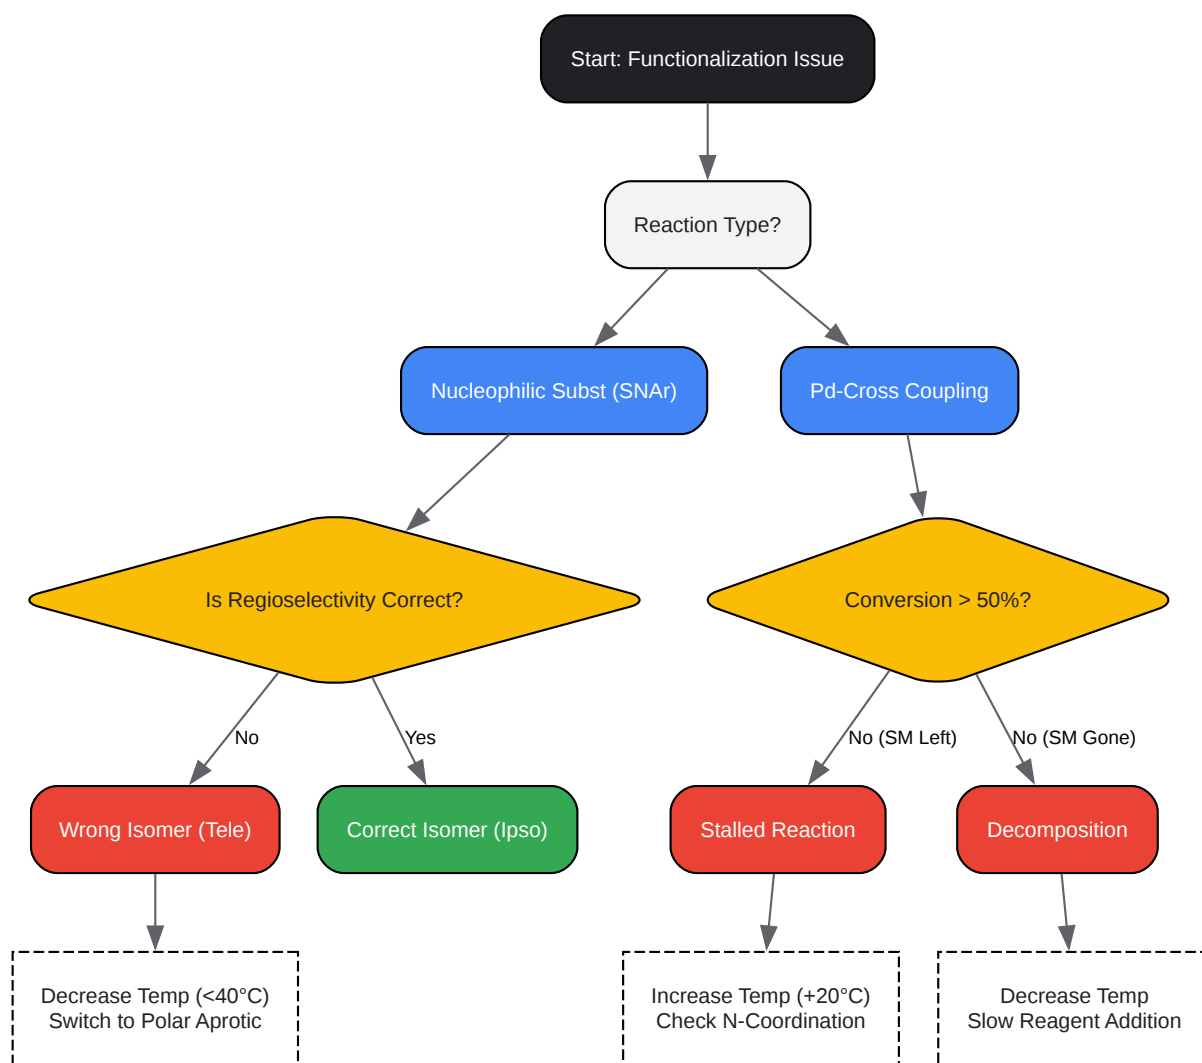 Start: Functionalization Issue
Reaction Type?
Nucleophilic Subst (SNAr)
Pd-Cross Coupling
Is Regioselectivity Correct?
Conversion > 50%?
No
Yes
No (SM Left)
No (SM Gone)
Wrong Isomer (Tele)
Correct Isomer (Ipso)
Stalled Reaction
Decomposition
Decrease Temp (<40°C)
Switch to Polar Aprotic
Increase Temp (+20°C)
Check N-Coordination
Decrease Temp
Slow Reagent Addition